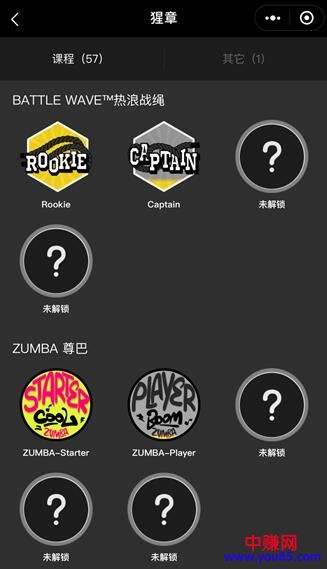 猩章
课程（57）
其它（1）
BATTLE WAVE™热浪战绳
ROOKIE
CAPTAIN
?
Rookie
Captain
未解锁
?
未解锁
ZUMBA 尊巴
STARTER
COOL
ZUMBA
PLAYER
BOOM
ZUMBA
?
ZUMBA-Starter
ZUMBA-Player
未解锁
?
?
未解锁
未解锁
中赚网
www.you85.com